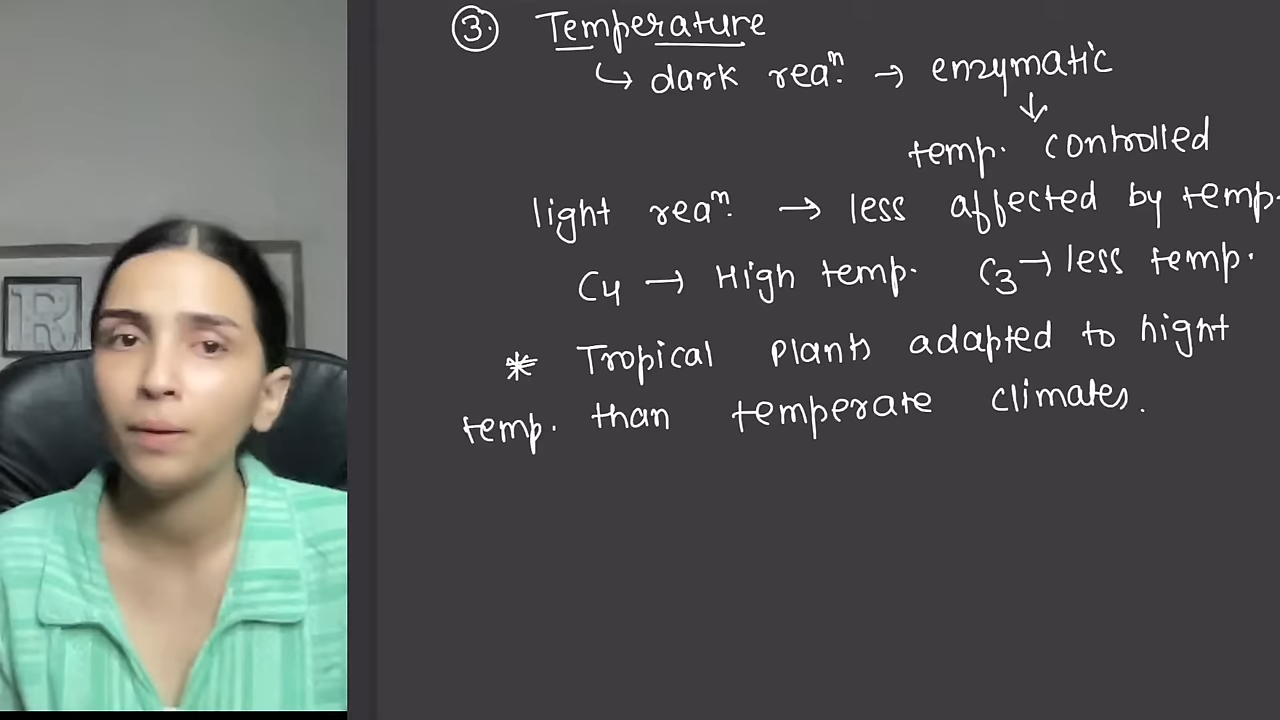 3. Temperature
↳ dark reaⁿ. → enzymatic
↓
temp. controlled
light reaⁿ. → less affected by temp.
C4 → High temp. C3 → less temp.
* Tropical Plants adapted to hight
temp. than temperate climates.
R